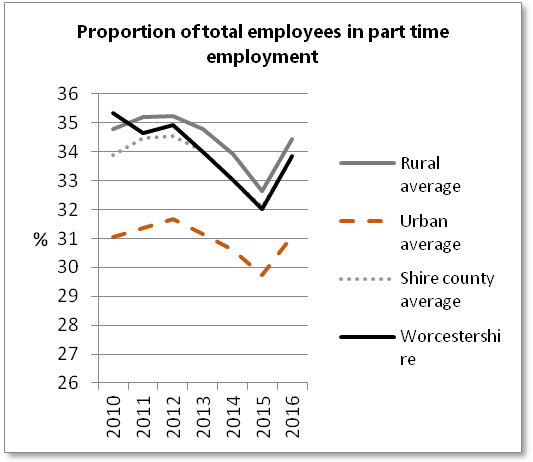 Proportion of total employees in part time
employment
36
35
34
33
32
31
30
29
28
27
26
%
2010
2011
2012
2013
2014
2015
2016
Rural
average
Urban
average
Shire county
average
Worcestershi
re